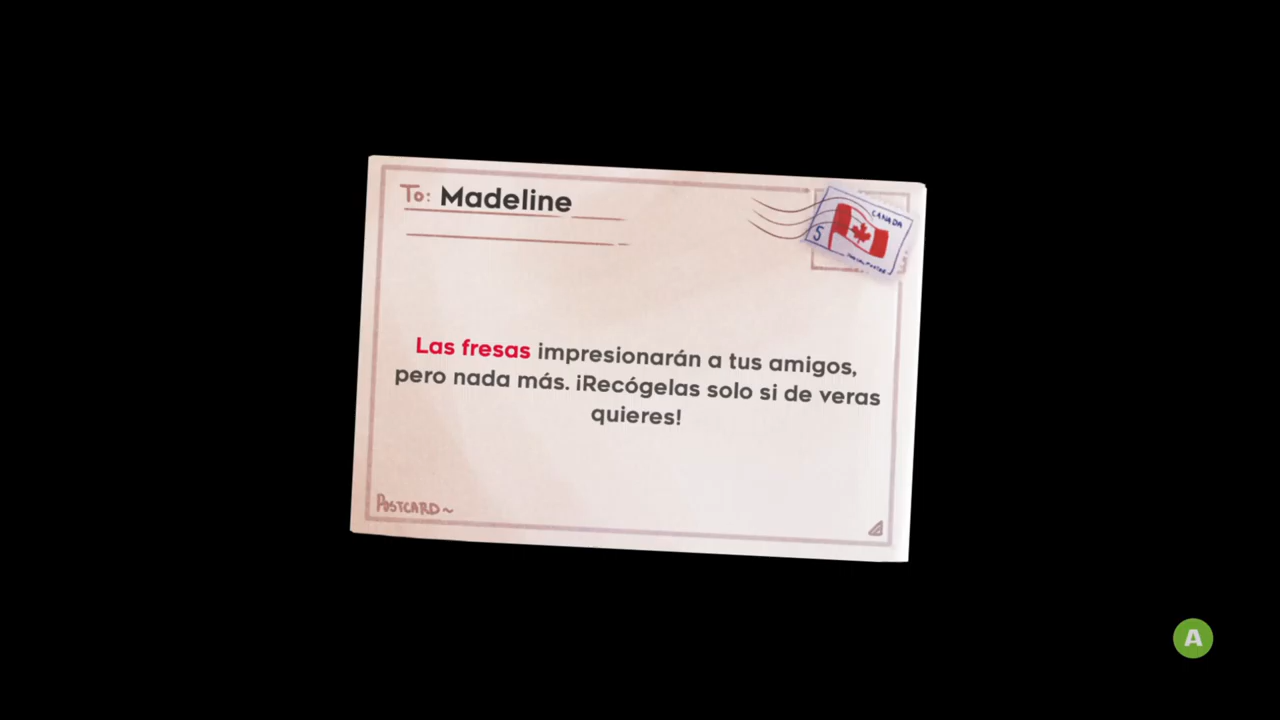 To: Madeline
CANADA
5
Las fresas impresionarán a tus amigos,
pero nada más. ¡Recógelas solo si de veras
quieres!
POSTCARD~
A